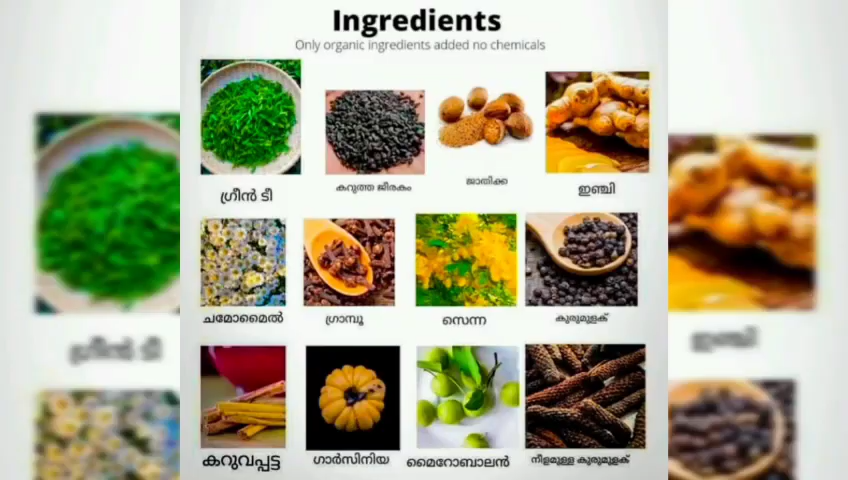 Ingredients
Only organic ingredients added no chemicals
ഗ്രീൻ ടീ
കറുത്ത ജീരകം
ജാതിക്ക
ഇഞ്ചി
ചമോമൈൽ
ഗ്രാമ്പൂ
സെന്ന
കുരുമുളക്
കറുവപ്പട്ട
ഗാർസിനിയ
മൈറോബാലൻ
നീളമുള്ള കുരുമുളക്
ഗ്രീൻ ടീ
ഇഞ്ചി